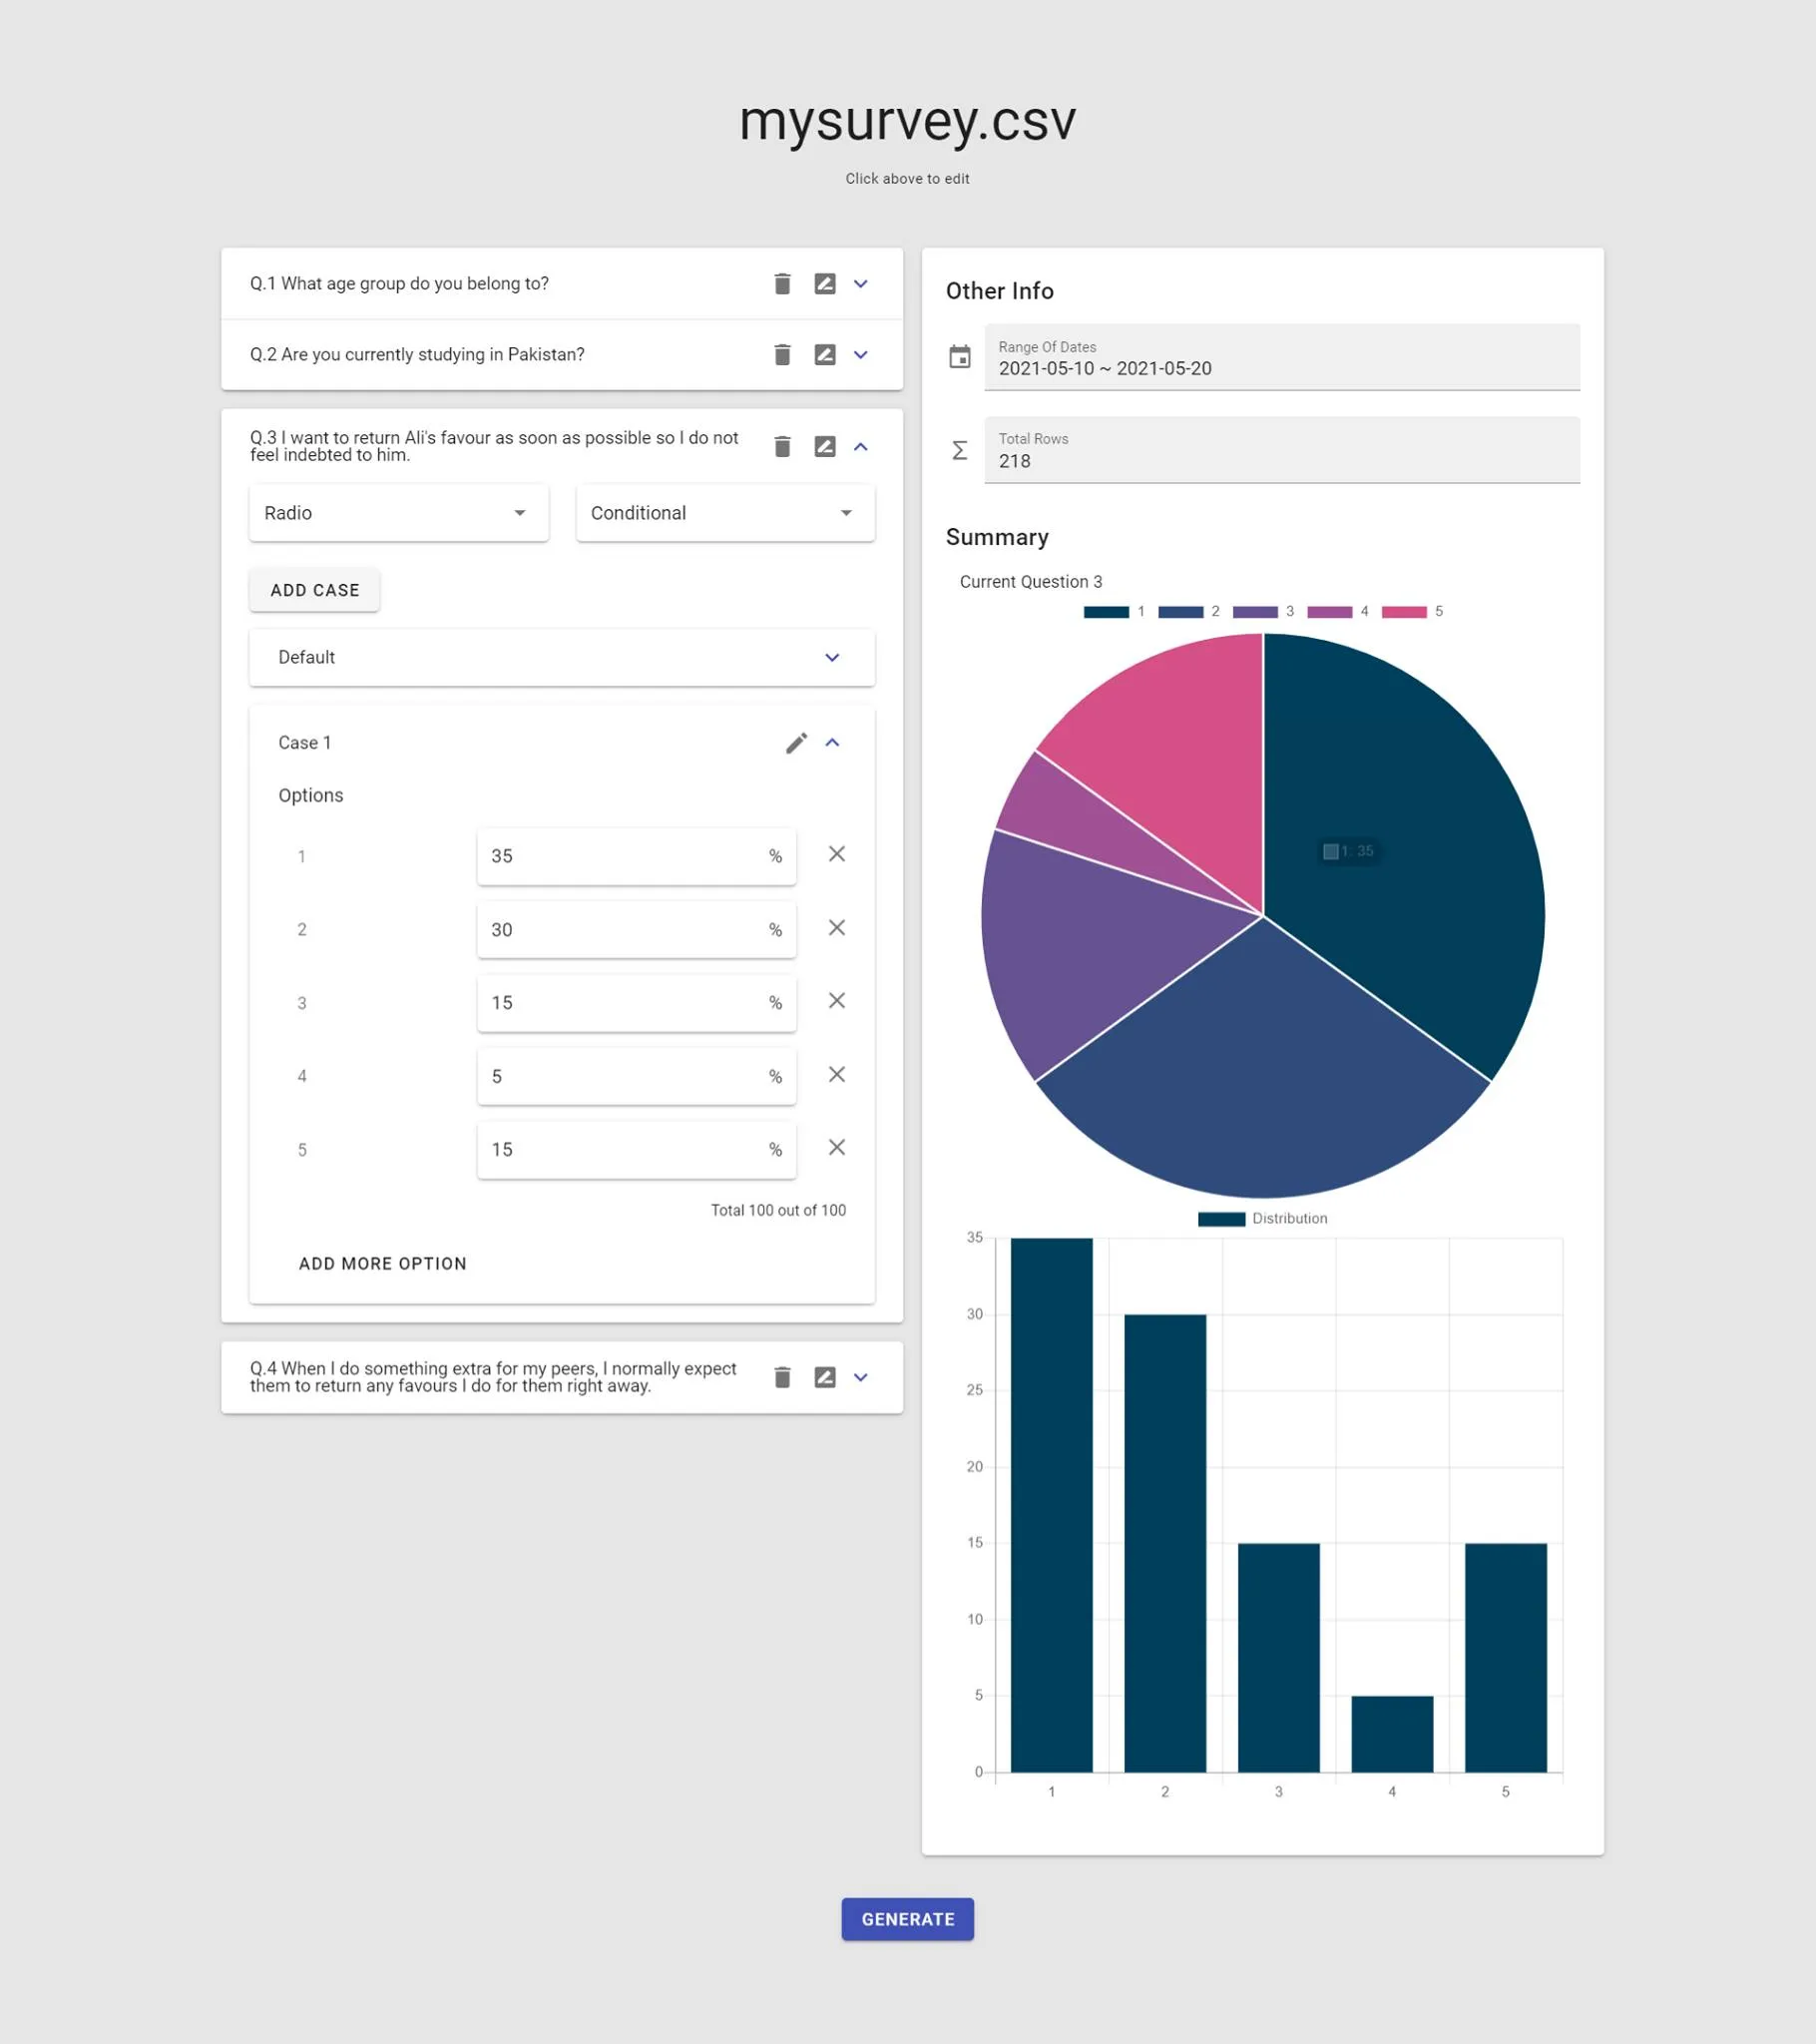 mysurvey.csv
Click above to edit
Q.1 What age group do you belong to?
Q.2 Are you currently studying in Pakistan?
Q.3 I want to return Ali's favour as soon as possible so I do not
feel indebted to him.
Radio
Conditional
ADD CASE
Default
Case 1
Options
1 35 %
2 30 %
3 15 %
4 5 %
5 15 %
Total 100 out of 100
ADD MORE OPTION
Q.4 When I do something extra for my peers, I normally expect
them to return any favours I do for them right away.
Other Info
Range Of Dates
2021-05-10 ~ 2021-05-20
Σ
Total Rows
218
Summary
Current Question 3
1 2 3 4 5
1: 35
Distribution
35
30
25
20
15
10
5
0
1 2 3 4 5
GENERATE